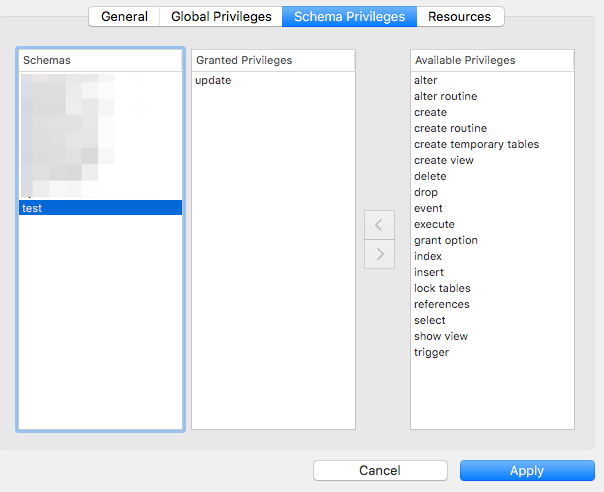 General Global Privileges Schema Privileges Resources
Schemas
test
Granted Privileges
update
Available Privileges
alter
alter routine
create
create routine
create temporary tables
create view
delete
drop
event
execute
grant option
index
insert
lock tables
references
select
show view
trigger
Cancel Apply